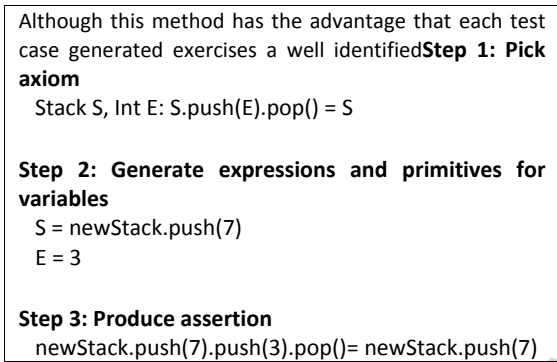 Although this method has the advantage that each test
case generated exercises a well identifiedStep 1: Pick
axiom
Stack S, Int E: S.push(E).pop() = S
Step 2: Generate expressions and primitives for
variables
S = newStack.push(7)
E = 3
Step 3: Produce assertion
newStack.push(7).push(3).pop()= newStack.push(7)